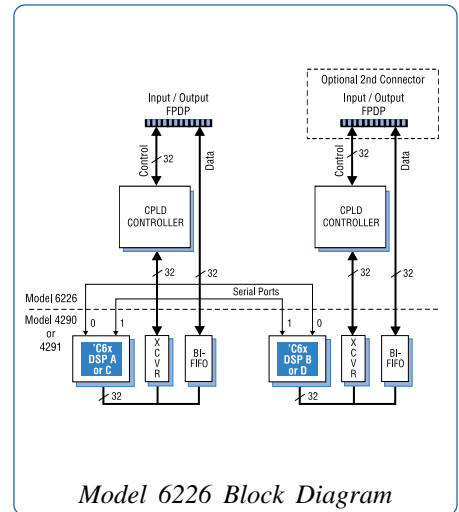 Optional 2nd Connector
Input / Output
FPDP
Input / Output
FPDP
Control
32
Data
Control
32
Data
CPLD
CONTROLLER
CPLD
CONTROLLER
32
32
32
32
Serial Ports
Model 6226
Model 4290
or
4291
0
1
1
0
'C6x
DSP A
or C
X
C
V
R
BI-
FIFO
'C6x
DSP B
or D
X
C
V
R
BI-
FIFO
32
32
Model 6226 Block Diagram